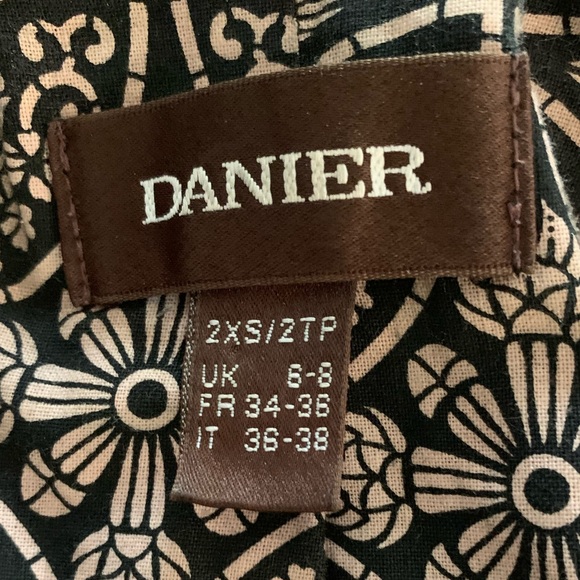 DANIER
2XS/2TP
UK 6-8
FR 34-36
IT 36-38